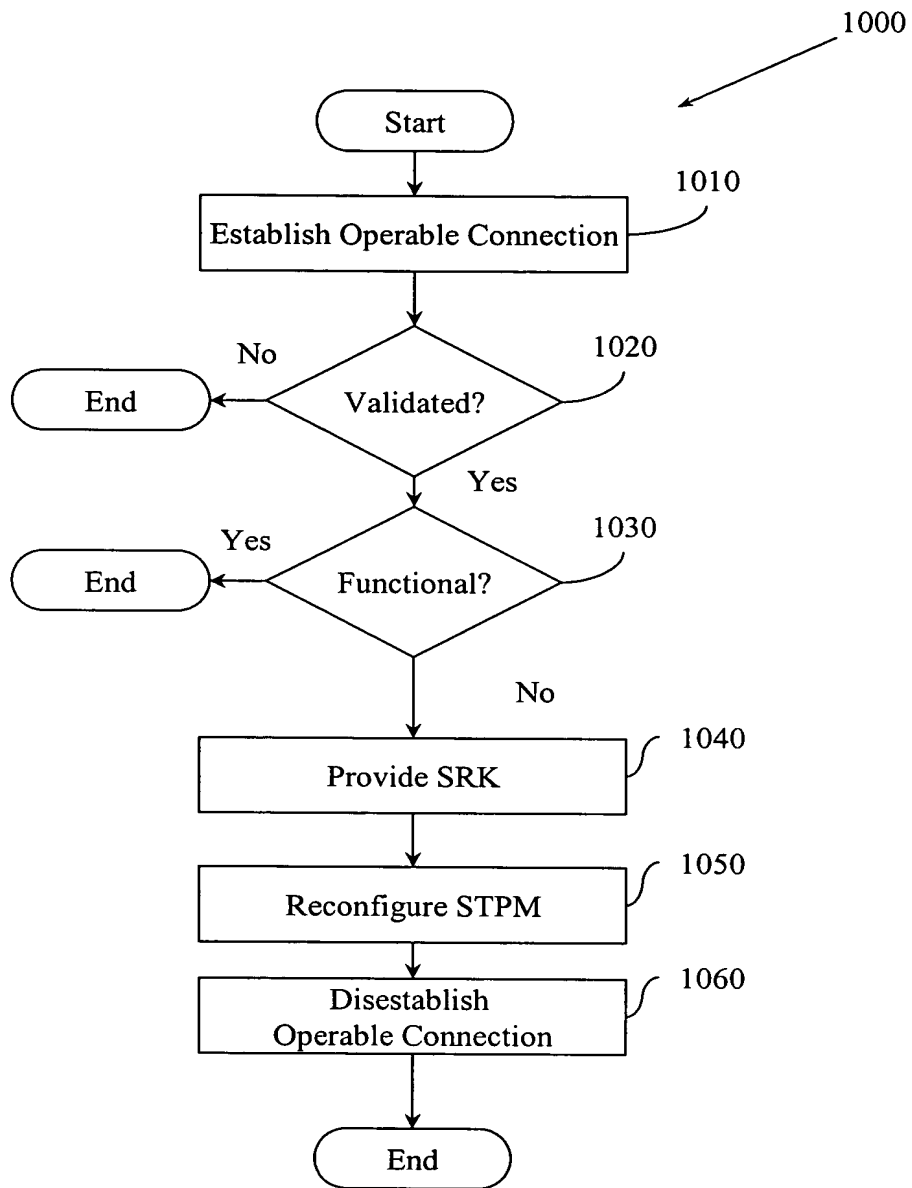 1000
Start
1010
Establish Operable Connection
No
1020
End
Validated?
Yes
Yes
1030
End
Functional?
No
1040
Provide SRK
1050
Reconfigure STPM
1060
Disestablish
Operable Connection
End